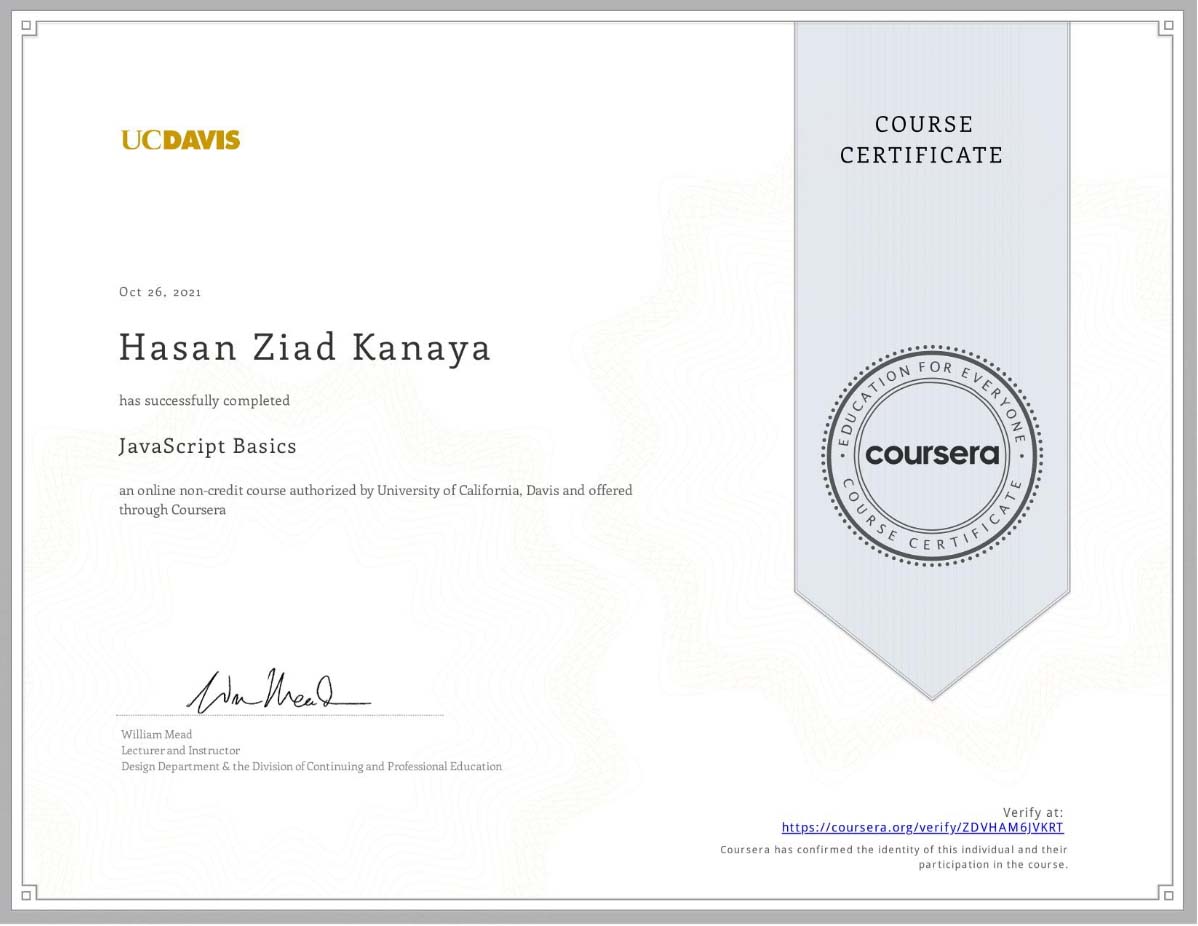 UCDAVIS
COURSE
CERTIFICATE
Oct 26, 2021
Hasan Ziad Kanaya
has successfully completed
JavaScript Basics
an online non-credit course authorized by University of California, Davis and offered
through Coursera
EDUCATION FOR EVERYONE
coursera
COURSE CERTIFICATE
William Mead
Lecturer and Instructor
Design Department & the Division of Continuing and Professional Education
Verify at:
https://coursera.org/verify/ZDVHAM6JVKRT
Coursera has confirmed the identity of this individual and their
participation in the course.